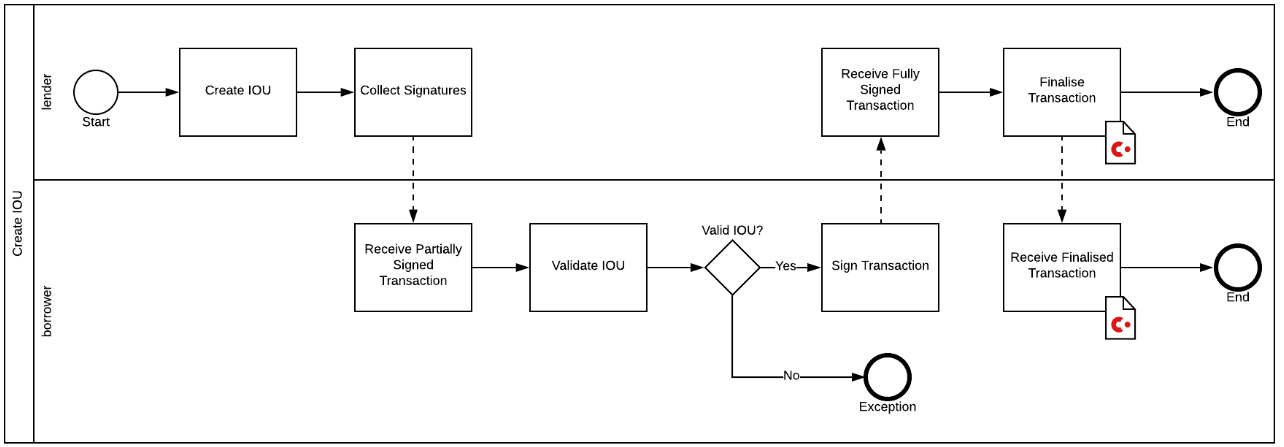 Create IOU
lender
Start
Create IOU
Collect Signatures
Receive Fully
Signed
Transaction
Finalise
Transaction
End
borrower
Receive Partially
Signed
Transaction
Validate IOU
Valid IOU?
Yes
Sign Transaction
Receive Finalised
Transaction
End
No
Exception